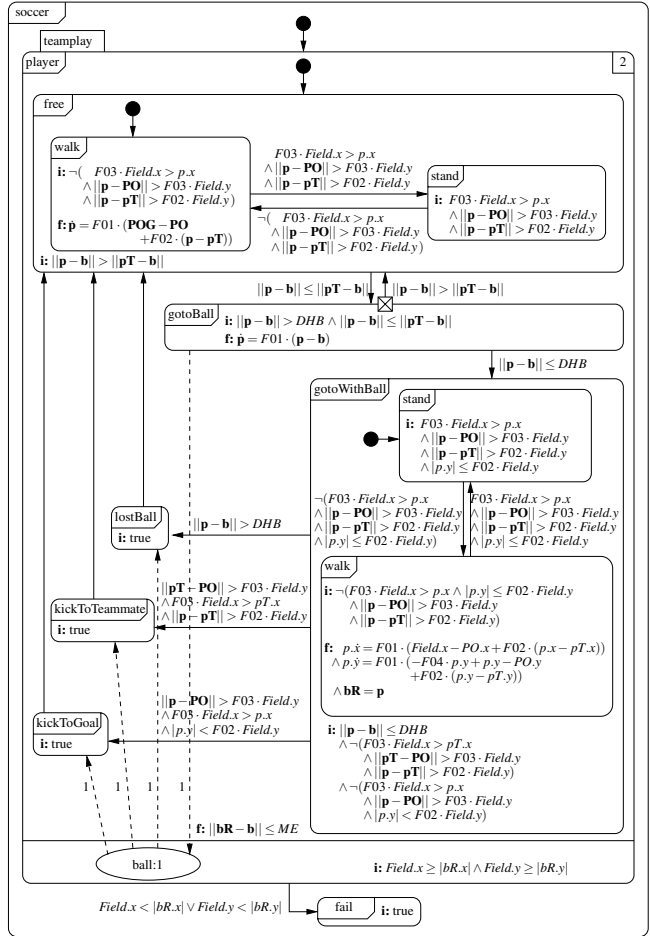 soccer
teamplay
player
2
free
walk
i: ¬( F03·Field.x > p.x
∧||p−PO|| > F03·Field.y
∧||p−pT|| > F02·Field.y)
f: ṗ = F01·(POG−PO
+F02·(p−pT))
F03·Field.x > p.x
∧||p−PO|| > F03·Field.y
∧||p−pT|| > F02·Field.y
¬( F03·Field.x > p.x
∧||p−PO|| > F03·Field.y
∧||p−pT|| > F02·Field.y)
stand
i: F03·Field.x > p.x
∧||p−PO|| > F03·Field.y
∧||p−pT|| > F02·Field.y
i: ||p−b|| > ||pT−b||
||p−b|| ≤ ||pT−b||
||p−b|| > ||pT−b||
gotoBall
i: ||p−b|| > DHB ∧ ||p−b|| ≤ ||pT−b||
f: ṗ = F01·(p−b)
||p−b|| ≤ DHB
gotoWithBall
stand
i: F03·Field.x > p.x
∧||p−PO|| > F03·Field.y
∧||p−pT|| > F02·Field.y
∧|p.y| ≤ F02·Field.y
¬(F03·Field.x > p.x
∧||p−PO|| > F03·Field.y
∧||p−pT|| > F02·Field.y
∧|p.y| ≤ F02·Field.y)
F03·Field.x > p.x
∧||p−PO|| > F03·Field.y
∧||p−pT|| > F02·Field.y
∧|p.y| ≤ F02·Field.y
lostBall
i: true
||p−b|| > DHB
walk
i: ¬(F03·Field.x > p.x ∧ |p.y| ≤ F02·Field.y
∧||p−PO|| > F03·Field.y
∧||p−pT|| > F02·Field.y)
f: p.ẋ = F01·(Field.x−PO.x+F02·(p.x−pT.x))
∧ p.ẏ = F01·(−F04·p.y+p.y−PO.y
+F02·(p.y−pT.y))
∧ bR = p
kickToTeammate
i: true
||pT−PO|| > F03·Field.y
∧F03·Field.x > pT.x
∧||p−pT|| > F02·Field.y
kickToGoal
i: true
||p−PO|| > F03·Field.y
∧F03·Field.x > p.x
∧|p.y| < F02·Field.y
i: ||p−b|| ≤ DHB
∧¬(F03·Field.x > pT.x
∧||pT−PO|| > F03·Field.y
∧||p−pT|| > F02·Field.y)
∧¬(F03·Field.x > p.x
∧||p−PO|| > F03·Field.y
∧|p.y| < F02·Field.y)
1
1
1
1
f: ||bR−b|| ≤ ME
ball:1
i: Field.x ≥ |bR.x| ∧ Field.y ≥ |bR.y|
Field.x < |bR.x| ∨ Field.y < |bR.y|
fail
i: true